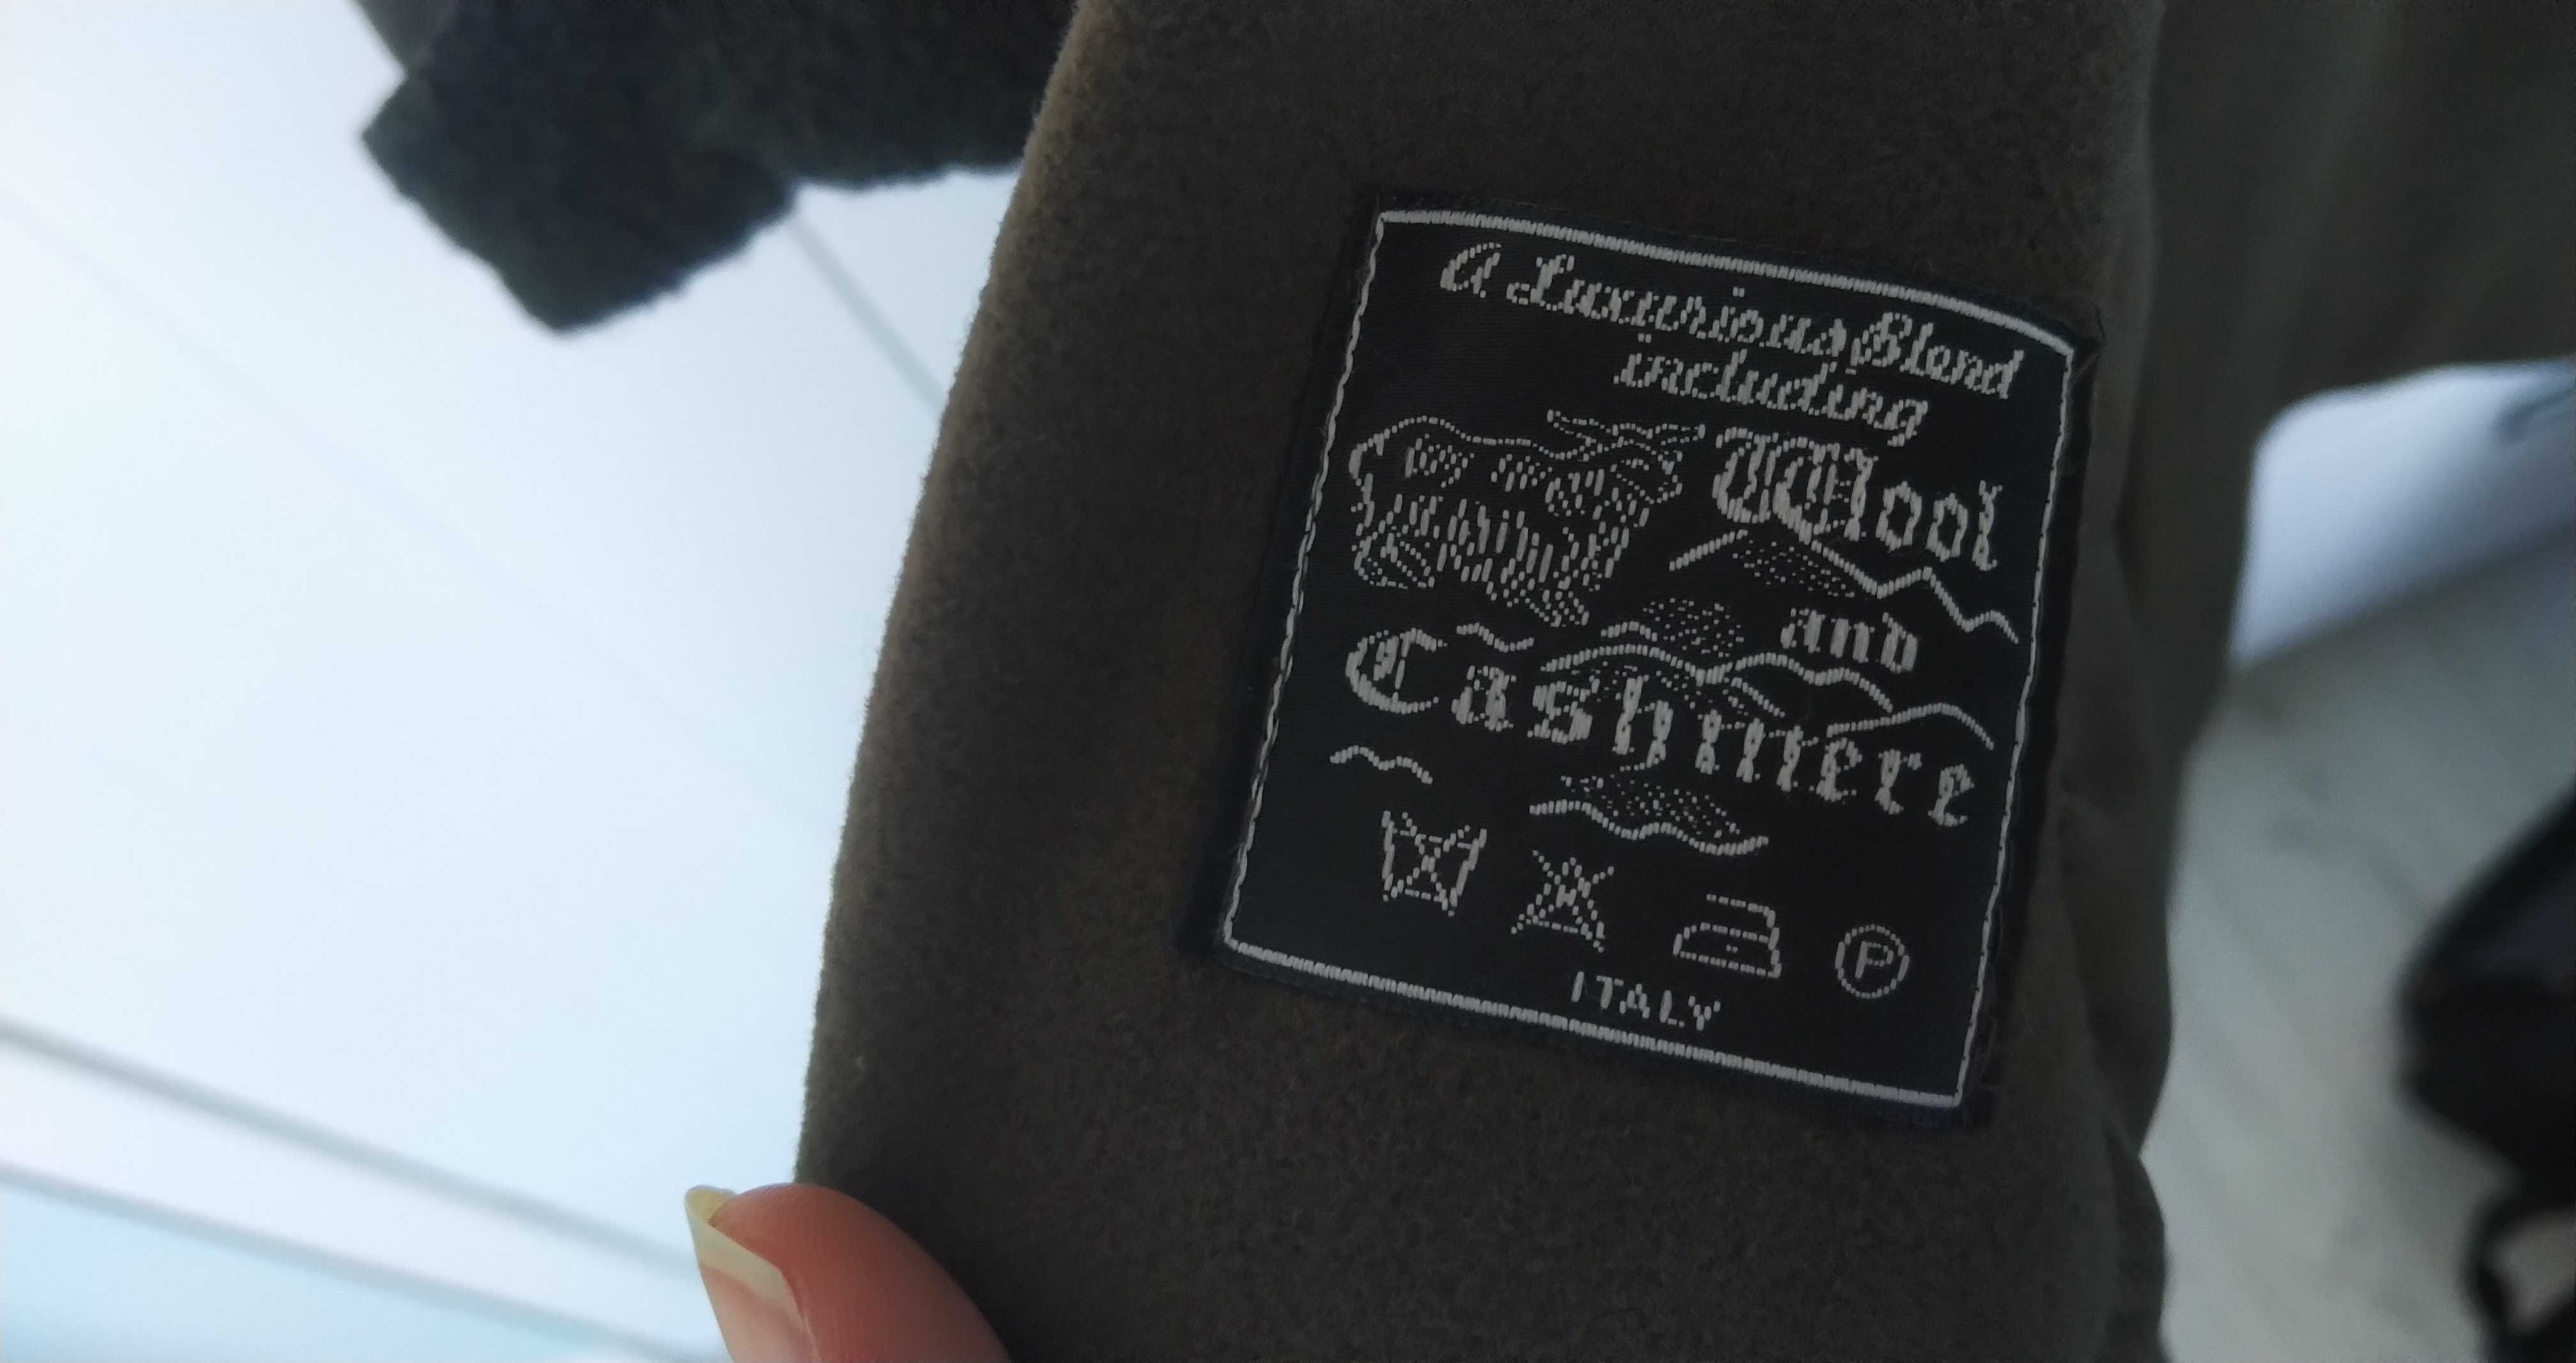 A Luxurious Blend
including
Wool
and
Cashmere
P
ITALY